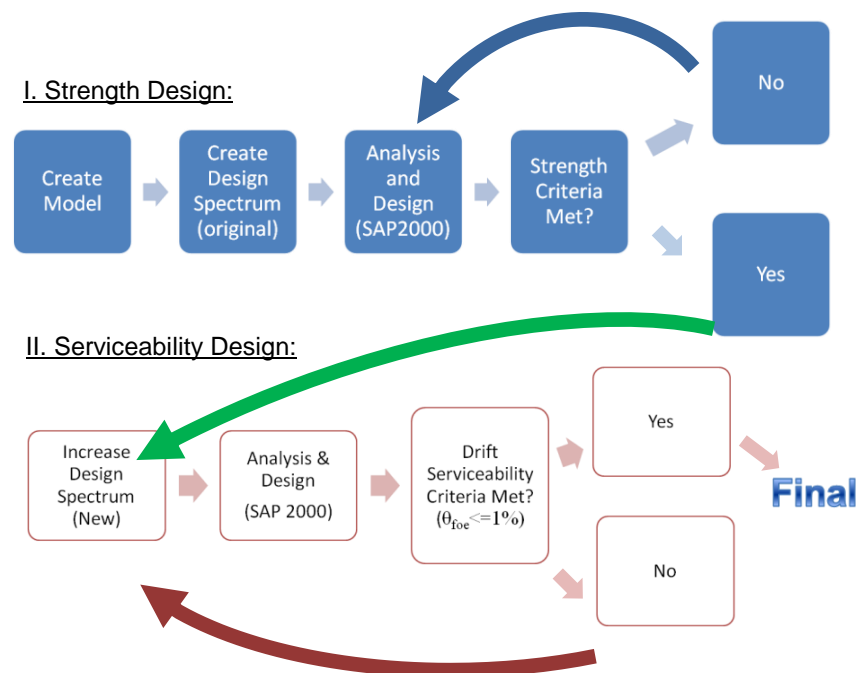 I. Strength Design:
Create
Model
Create
Design
Spectrum
(original)
Analysis
and
Design
(SAP2000)
Strength
Criteria
Met?
No
Yes
II. Serviceability Design:
Increase
Design
Spectrum
(New)
Analysis &
Design
(SAP 2000)
Drift
Serviceability
Criteria Met?
(θfoe<=1%)
Yes
No
Final